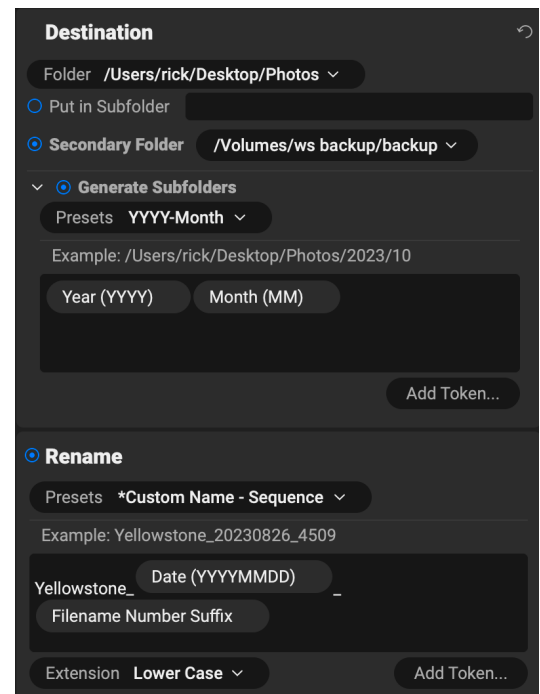 Destination
Folder /Users/rick/Desktop/Photos
Put in Subfolder
Secondary Folder /Volumes/ws backup/backup
Generate Subfolders
Presets YYYY-Month
Example: /Users/rick/Desktop/Photos/2023/10
Year (YYYY) Month (MM)
Add Token...
Rename
Presets *Custom Name - Sequence
Example: Yellowstone_20230826_4509
Yellowstone_ Date (YYYYMMDD) _
Filename Number Suffix
Extension Lower Case Add Token...